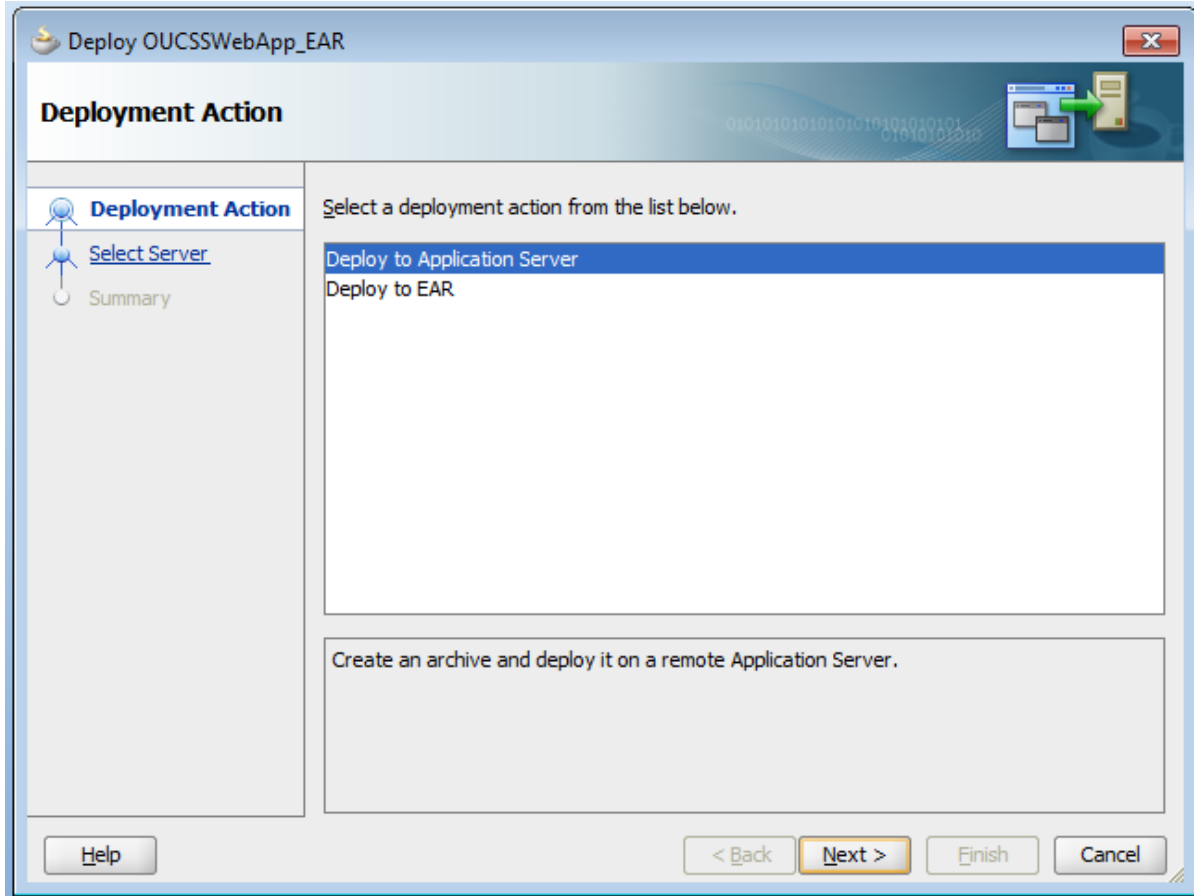 Deploy OUCSSWebApp_EAR
Deployment Action
Deployment Action
Select Server
Summary
Select a deployment action from the list below.
Deploy to Application Server
Deploy to EAR
Create an archive and deploy it on a remote Application Server.
Help
< Back
Next >
Finish
Cancel